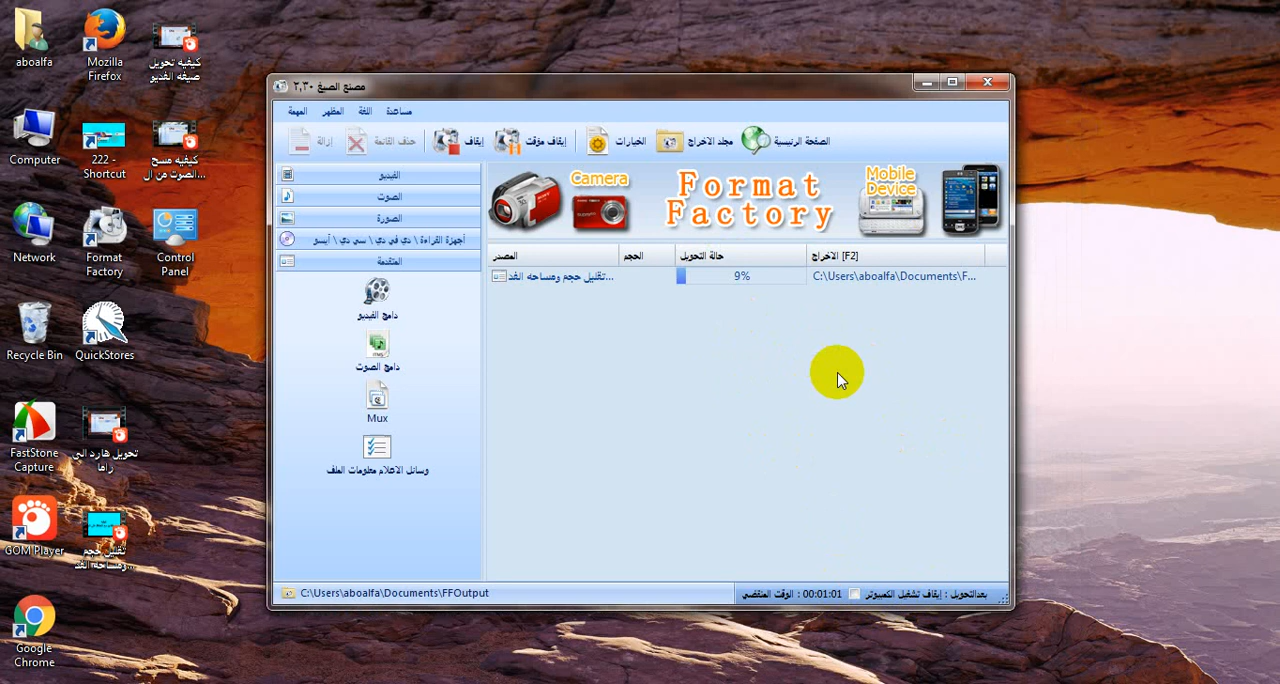 aboalfa
Mozilla
Firefox
كيفيه تحويل
صيغه الفديو
Computer
222 -
Shortcut
كيفيه مسح
الصوت من ال...
Network
Format
Factory
Control
Panel
Recycle Bin
QuickStores
FastStone
Capture
تحويل هارد الى
راما
GOM Player
تقليل حجم
ومساحه الفد...
Google
Chrome
مصنع الصيغ ٢,٣٠
المهمة المظهر اللغة مساعدة
إزالة
حذف القائمة
إيقاف
إيقاف مؤقت
الخيارات
مجلد الاخراج
الصفحة الرئيسية
الفيديو
الصوت
الصورة
أجهزة القراءة \ دي في دي \ سي دي \ آيسو
المتقدمة
دامج الفيديو
دامج الصوت
Mux
وسائل الاعلام معلومات الملف
Camera
Format
Factory
Mobile
Device
المصدر
الحجم
حالة التحويل
الاخراج [F2]
تقليل حجم ومساحه الفد...
9%
C:\Users\aboalfa\Documents\F...
C:\Users\aboalfa\Documents\FFOutput
الوقت المنقضي : 00:01:01
بعدالتحويل : إيقاف تشغيل الكمبيوتر